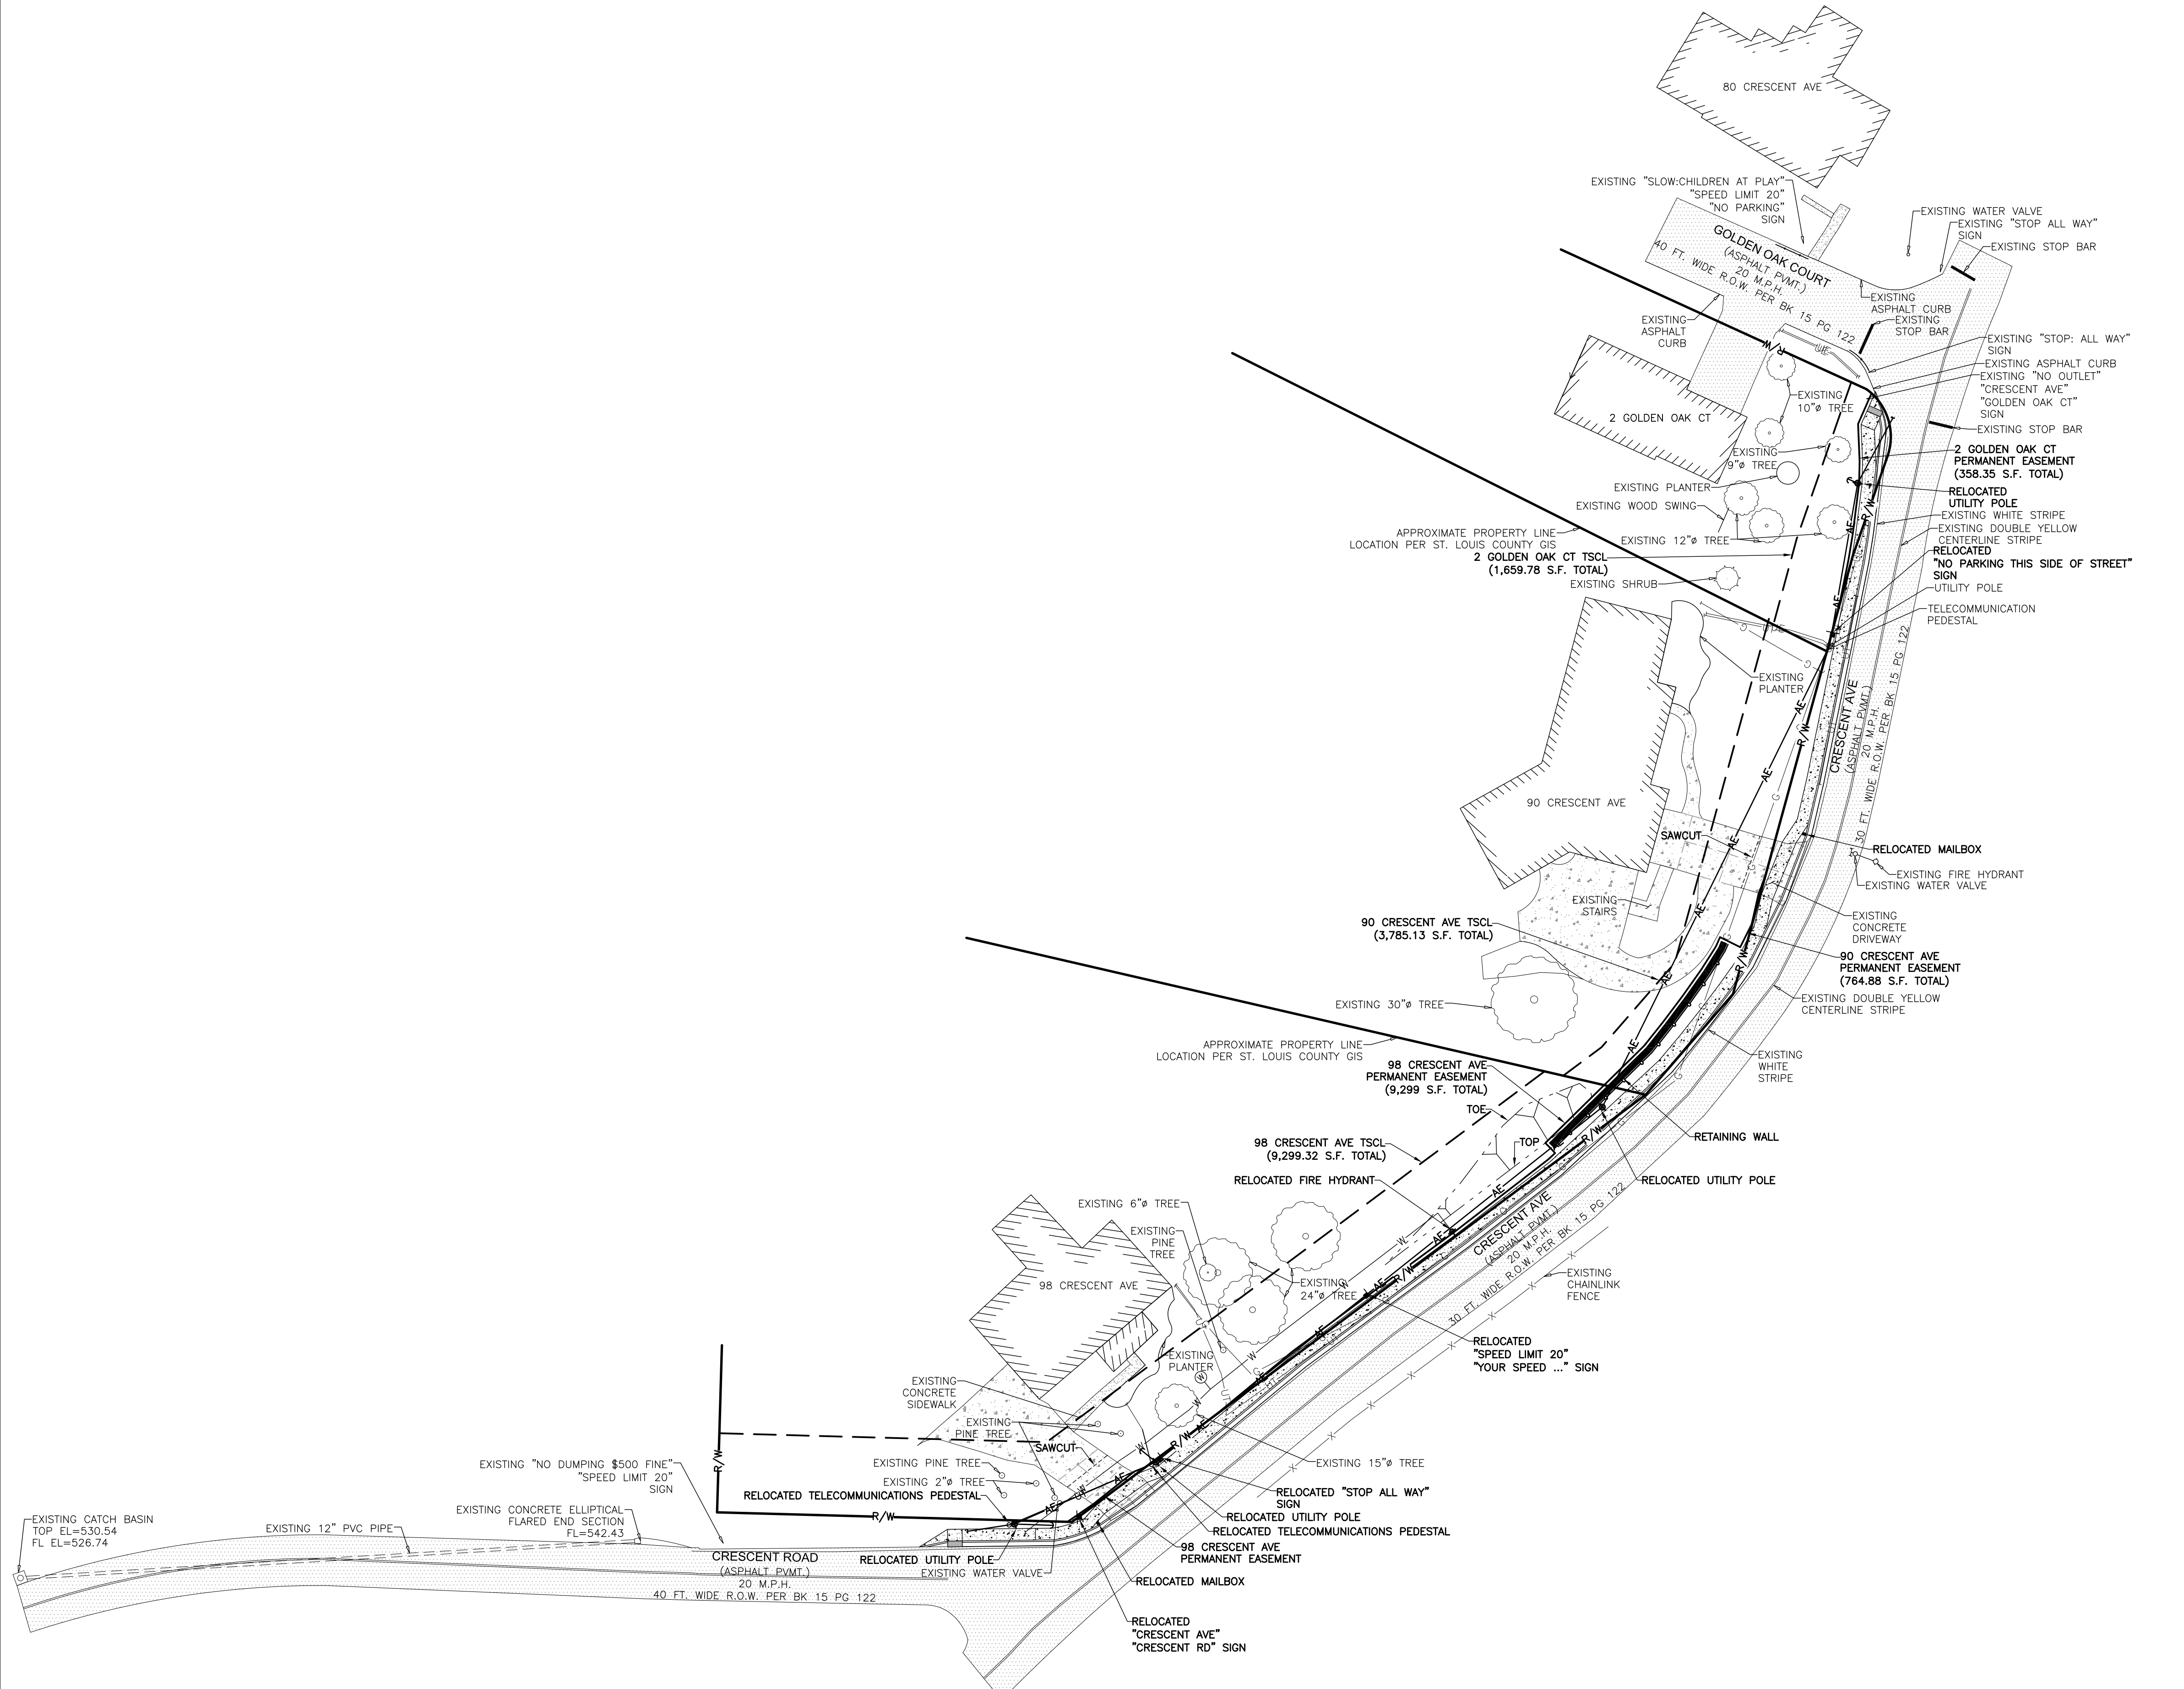 80 CRESCENT AVE
EXISTING "SLOW:CHILDREN AT PLAY"
"SPEED LIMIT 20"
"NO PARKING"
SIGN
EXISTING WATER VALVE
EXISTING "STOP ALL WAY"
SIGN
EXISTING STOP BAR
GOLDEN OAK COURT
(ASPHALT PVMT.)
20 M.P.H.
40 FT. WIDE R.O.W. PER BK 15 PG 122
EXISTING
ASPHALT CURB
EXISTING
STOP BAR
EXISTING
ASPHALT
CURB
R/W
UE
EXISTING "STOP: ALL WAY"
SIGN
EXISTING ASPHALT CURB
EXISTING "NO OUTLET"
"CRESCENT AVE"
"GOLDEN OAK CT"
SIGN
EXISTING
10"ø TREE
2 GOLDEN OAK CT
EXISTING STOP BAR
EXISTING
9"ø TREE
2 GOLDEN OAK CT
PERMANENT EASEMENT
(358.35 S.F. TOTAL)
EXISTING PLANTER
RELOCATED
UTILITY POLE
EXISTING WOOD SWING
EXISTING WHITE STRIPE
R/W
AE
EXISTING DOUBLE YELLOW
CENTERLINE STRIPE
APPROXIMATE PROPERTY LINE
LOCATION PER ST. LOUIS COUNTY GIS
EXISTING 12"ø TREE
2 GOLDEN OAK CT TSCL
(1,659.78 S.F. TOTAL)
RELOCATED
"NO PARKING THIS SIDE OF STREET"
SIGN
EXISTING SHRUB
UTILITY POLE
AE
TELECOMMUNICATION
PEDESTAL
G
G
EXISTING
PLANTER
AE
R/W
CRESCENT AVE
(ASPHALT PVMT.)
20 M.P.H.
30 FT. WIDE R.O.W. PER BK 15 PG 122
AE
G
90 CRESCENT AVE
SAWCUT
AE
RELOCATED MAILBOX
G
EXISTING FIRE HYDRANT
EXISTING WATER VALVE
EXISTING
STAIRS
AE
EXISTING
CONCRETE
DRIVEWAY
90 CRESCENT AVE TSCL
(3,785.13 S.F. TOTAL)
G
R/W
90 CRESCENT AVE
PERMANENT EASEMENT
(764.88 S.F. TOTAL)
AE
EXISTING 30"ø TREE
EXISTING DOUBLE YELLOW
CENTERLINE STRIPE
APPROXIMATE PROPERTY LINE
LOCATION PER ST. LOUIS COUNTY GIS
AE
EXISTING
WHITE
STRIPE
98 CRESCENT AVE
PERMANENT EASEMENT
(9,299 S.F. TOTAL)
G
TOE
R/W
G
RETAINING WALL
98 CRESCENT AVE TSCL
(9,299.32 S.F. TOTAL)
TOP
RELOCATED FIRE HYDRANT
RELOCATED UTILITY POLE
AE
CRESCENT AVE
(ASPHALT PVMT.)
20 M.P.H.
30 FT. WIDE R.O.W. PER BK 15 PG 122
EXISTING 6"ø TREE
EXISTING
PINE
TREE
W
AE
98 CRESCENT AVE
EXISTING
24"ø TREE
W
AE
R/W
EXISTING
CHAINLINK
FENCE
AE
EXISTING
PLANTER
W
G
AE
RELOCATED
"SPEED LIMIT 20"
"YOUR SPEED ..." SIGN
EXISTING
CONCRETE
SIDEWALK
W
W
EXISTING
PINE TREE
SAWCUT
W
R/W
AE
EXISTING "NO DUMPING $500 FINE"
"SPEED LIMIT 20"
SIGN
R/W
EXISTING PINE TREE
EXISTING 15"ø TREE
EXISTING 2"ø TREE
AE
RELOCATED TELECOMMUNICATIONS PEDESTAL
RELOCATED "STOP ALL WAY"
SIGN
AE
EXISTING CATCH BASIN
TOP EL=530.54
FL EL=526.74
EXISTING 12" PVC PIPE
EXISTING CONCRETE ELLIPTICAL
FLARED END SECTION
FL=542.43
R/W
RELOCATED UTILITY POLE
RELOCATED TELECOMMUNICATIONS PEDESTAL
98 CRESCENT AVE
PERMANENT EASEMENT
CRESCENT ROAD
(ASPHALT PVMT.)
20 M.P.H.
40 FT. WIDE R.O.W. PER BK 15 PG 122
RELOCATED UTILITY POLE
EXISTING WATER VALVE
RELOCATED MAILBOX
RELOCATED
"CRESCENT AVE"
"CRESCENT RD" SIGN